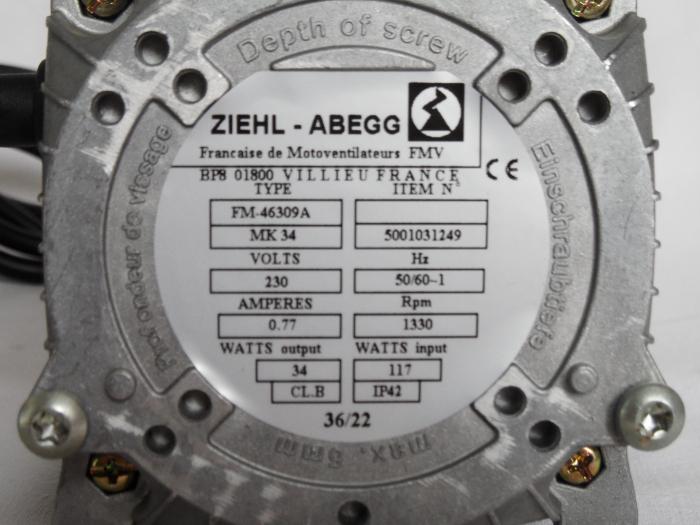 Depth of screw
ZIEHL - ABEGG
Francaise de Motoventilateurs FMV
BP8 01800 VILLIEU FRANCE
CE
TYPE ITEM N°
FM-46309A
MK 34 5001031249
VOLTS Hz
230 50/60~1
AMPERES Rpm
0.77 1330
WATTS output WATTS input
34 117
CL.B IP42
36/22
Profondeur de vissage
Einschraubtiefe
max. 5mm